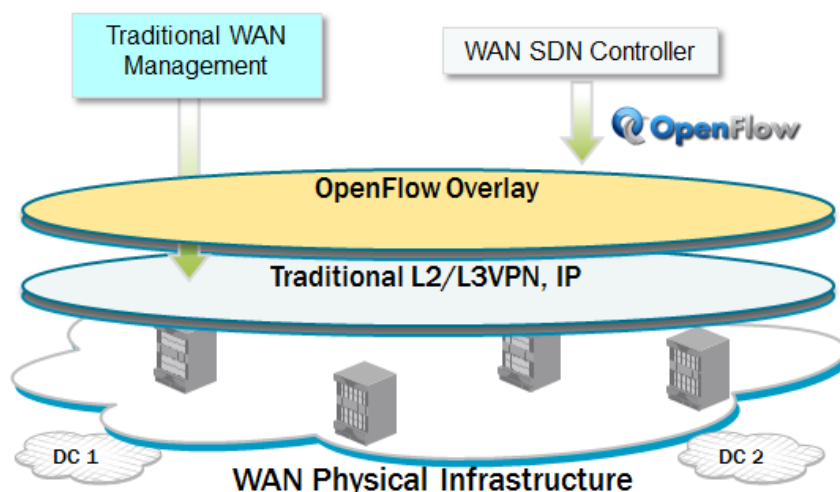 Traditional WAN
Management
WAN SDN Controller
OpenFlow
OpenFlow Overlay
Traditional L2/L3VPN, IP
DC 1
DC 2
WAN Physical Infrastructure